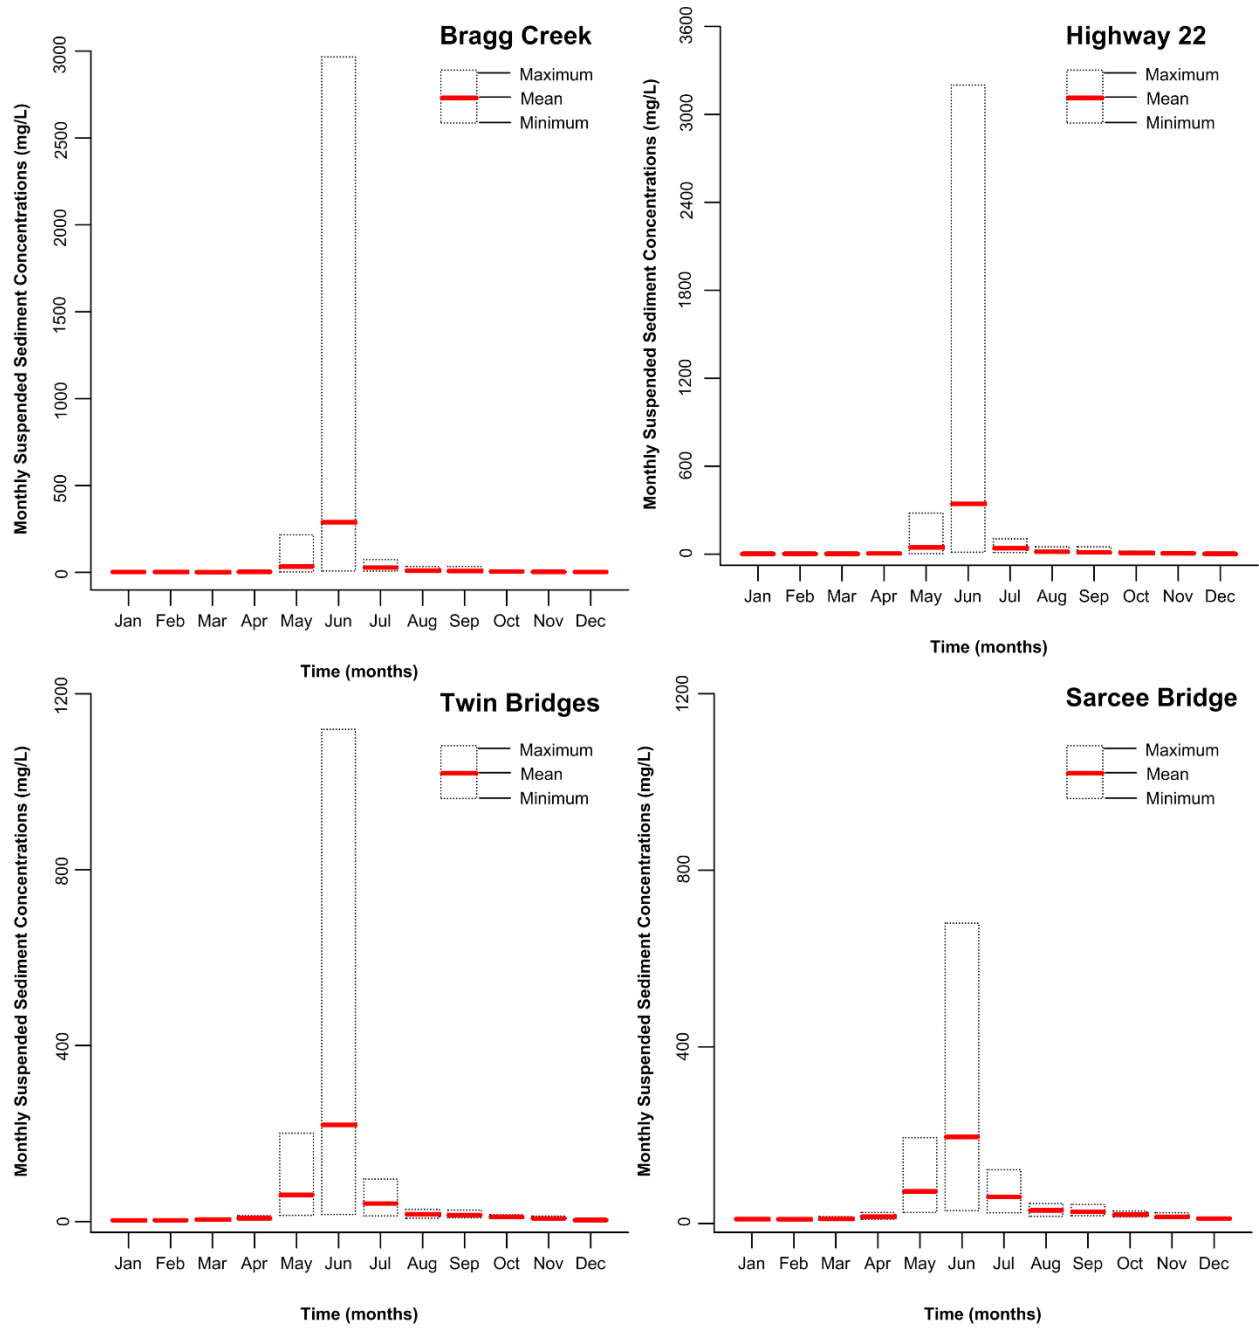 Bragg Creek
Maximum
Mean
Minimum
Monthly Suspended Sediment Concentrations (mg/L)
3000
2500
2000
1500
1000
500
0
Jan Feb Mar Apr May Jun Jul Aug Sep Oct Nov Dec
Time (months)
Highway 22
Maximum
Mean
Minimum
Monthly Suspended Sediment Concentrations (mg/L)
3600
3000
2400
1800
1200
600
0
Jan Feb Mar Apr May Jun Jul Aug Sep Oct Nov Dec
Time (months)
Twin Bridges
Maximum
Mean
Minimum
Monthly Suspended Sediment Concentrations (mg/L)
1200
800
400
0
Jan Feb Mar Apr May Jun Jul Aug Sep Oct Nov Dec
Time (months)
Sarcee Bridge
Maximum
Mean
Minimum
Monthly Suspended Sediment Concentrations (mg/L)
1200
800
400
0
Jan Feb Mar Apr May Jun Jul Aug Sep Oct Nov Dec
Time (months)